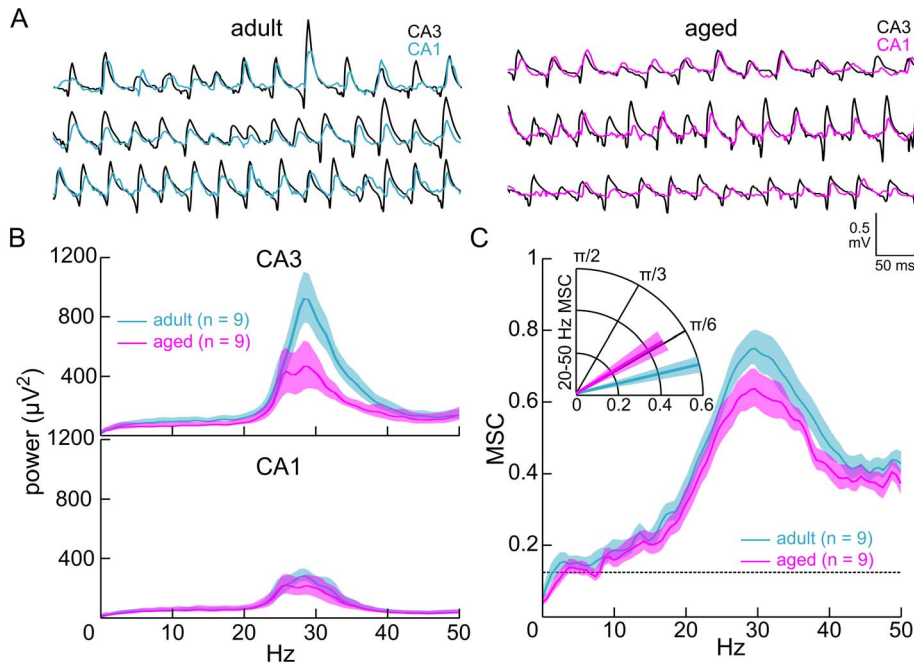 A
adult
CA3
CA1
aged
CA3
CA1
0.5
mV
50 ms
B
CA3
1200
800
400
adult (n = 9)
aged (n = 9)
power (µV²)
CA1
1200
800
400
0 10 20 30 40 50
Hz
C
1
0.8
0.6
0.4
0.2
MSC
π/2
π/3
π/6
20-50 Hz MSC
0 0.2 0.4 0.6
adult (n = 9)
aged (n = 9)
0 10 20 30 40 50
Hz